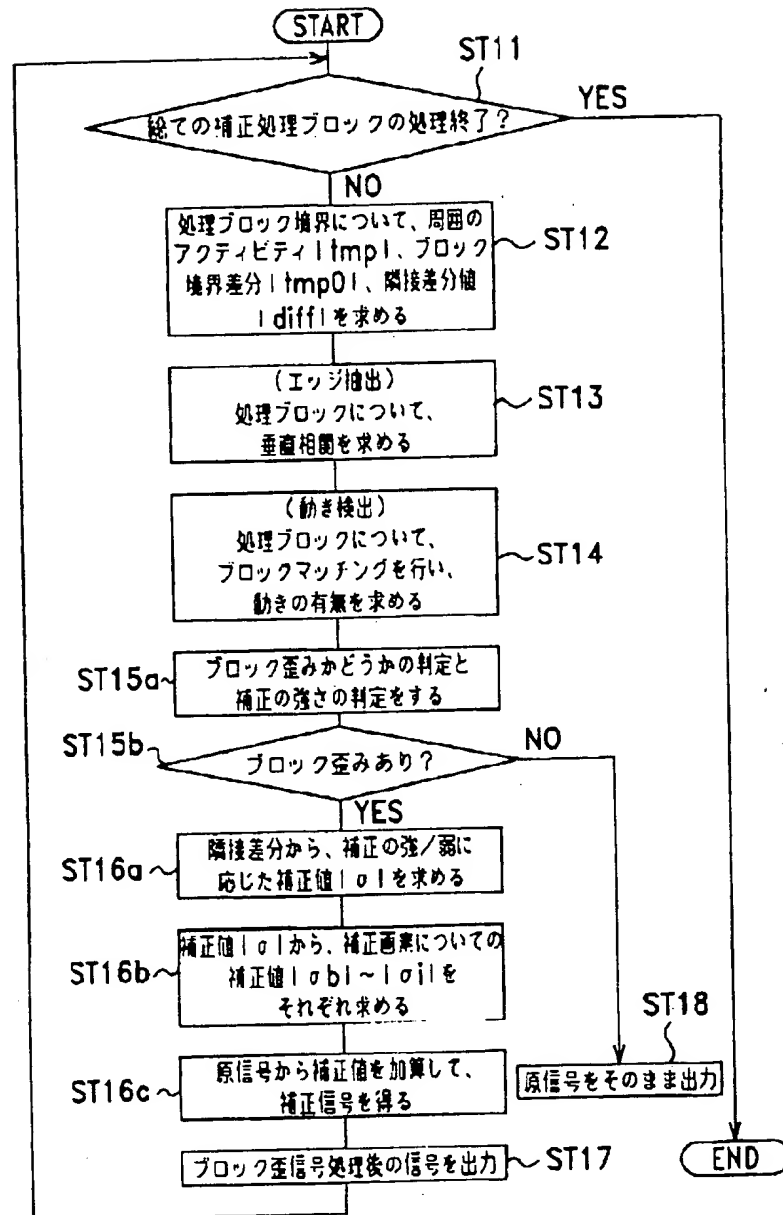 START
ST11
総ての補正処理ブロックの処理終了?
YES
NO
処理ブロック境界について、周囲の
アクティビティ|tmp|、ブロック
境界差分|tmp0|、隣接差分値
|diff|を求める
ST12
(エッジ抽出)
処理ブロックについて、
垂直相関を求める
ST13
(動き検出)
処理ブロックについて、
ブロックマッチングを行い、
動きの有無を求める
ST14
ST15a
ブロック歪みかどうかの判定と
補正の強さの判定をする
ST15b
ブロック歪みあり?
NO
YES
ST16a
隣接差分から、補正の強/弱に
応じた補正値|σ|を求める
ST16b
補正値|σ|から、補正画素についての
補正値|σb|~|σi|を
それぞれ求める
ST16c
原信号から補正値を加算して、
補正信号を得る
ST18
原信号をそのまま出力
ブロック歪信号処理後の信号を出力
ST17
END